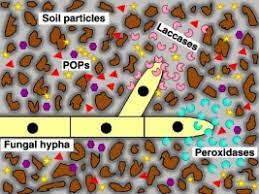 Soil particles
Laccases
POPs
Fungal hypha
Peroxidases